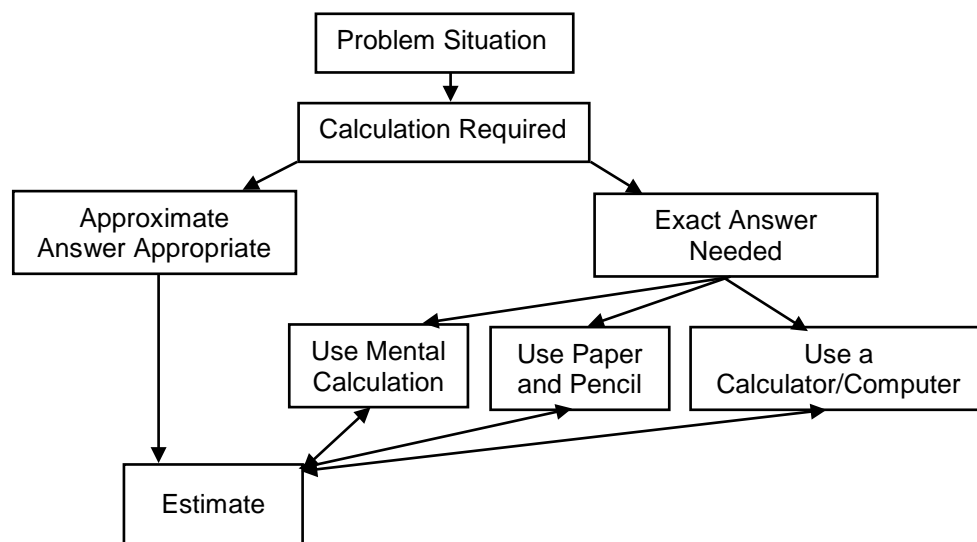 Problem Situation
Calculation Required
Approximate
Answer Appropriate
Exact Answer
Needed
Use Mental
Calculation
Use Paper
and Pencil
Use a
Calculator/Computer
Estimate